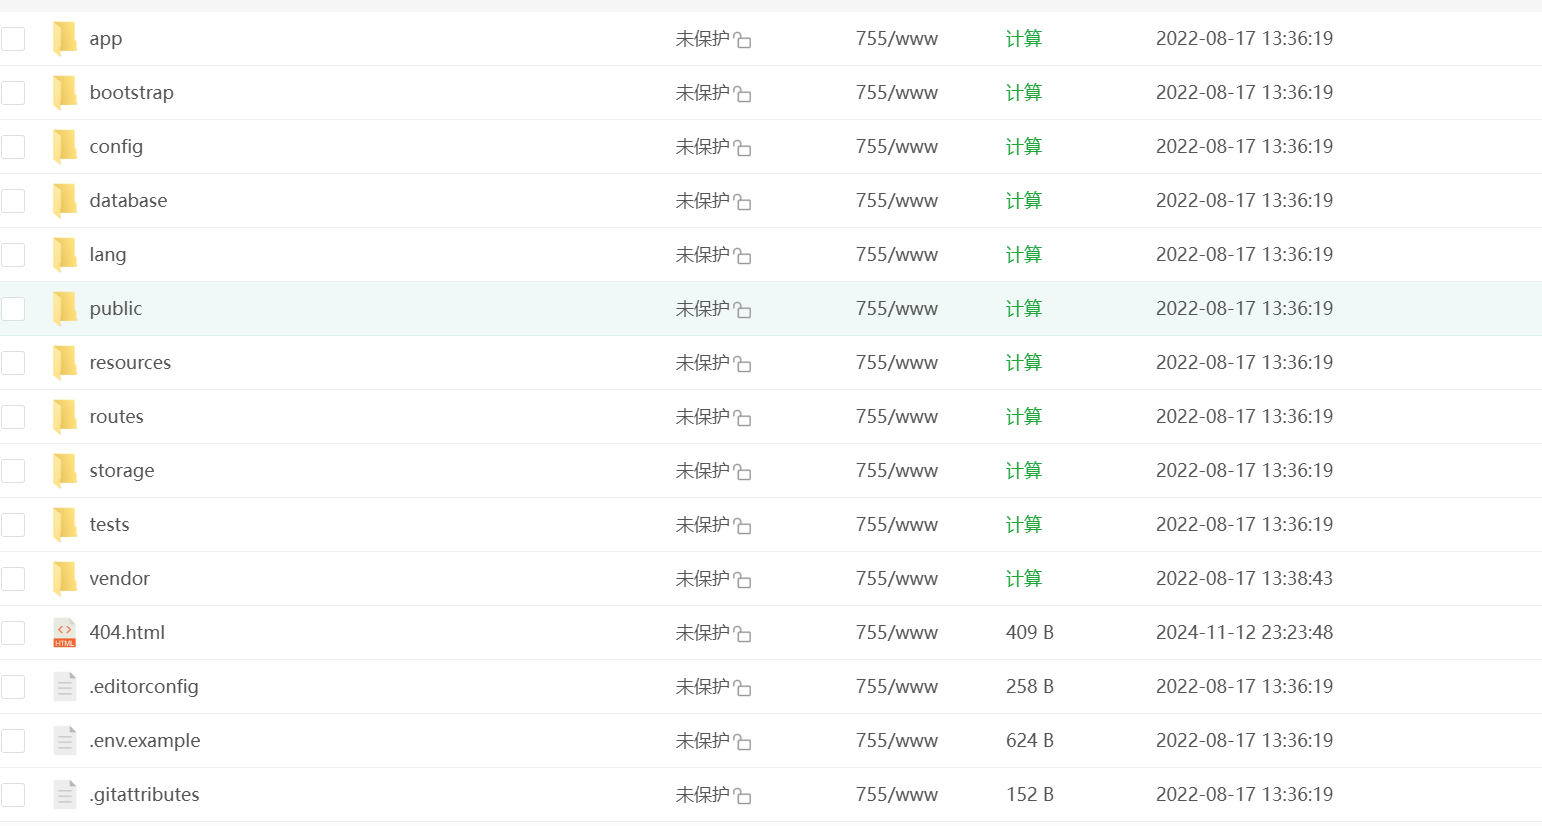 app 未保护 755/www 计算 2022-08-17 13:36:19
bootstrap 未保护 755/www 计算 2022-08-17 13:36:19
config 未保护 755/www 计算 2022-08-17 13:36:19
database 未保护 755/www 计算 2022-08-17 13:36:19
lang 未保护 755/www 计算 2022-08-17 13:36:19
public 未保护 755/www 计算 2022-08-17 13:36:19
resources 未保护 755/www 计算 2022-08-17 13:36:19
routes 未保护 755/www 计算 2022-08-17 13:36:19
storage 未保护 755/www 计算 2022-08-17 13:36:19
tests 未保护 755/www 计算 2022-08-17 13:36:19
vendor 未保护 755/www 计算 2022-08-17 13:38:43
HTML 404.html 未保护 755/www 409 B 2024-11-12 23:23:48
.editorconfig 未保护 755/www 258 B 2022-08-17 13:36:19
.env.example 未保护 755/www 624 B 2022-08-17 13:36:19
.gitattributes 未保护 755/www 152 B 2022-08-17 13:36:19